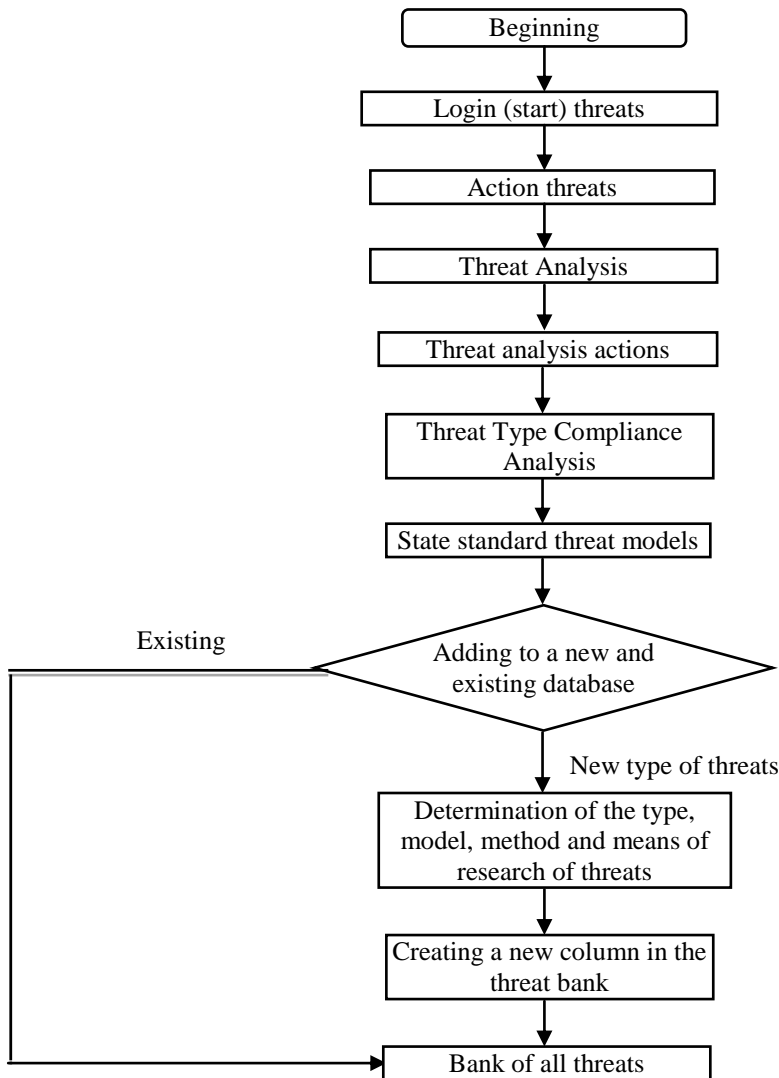 Beginning
Login (start) threats
Action threats
Threat Analysis
Threat analysis actions
Threat Type Compliance
Analysis
State standard threat models
Existing
Adding to a new and
existing database
New type of threats
Determination of the type,
model, method and means of
research of threats
Creating a new column in the
threat bank
Bank of all threats